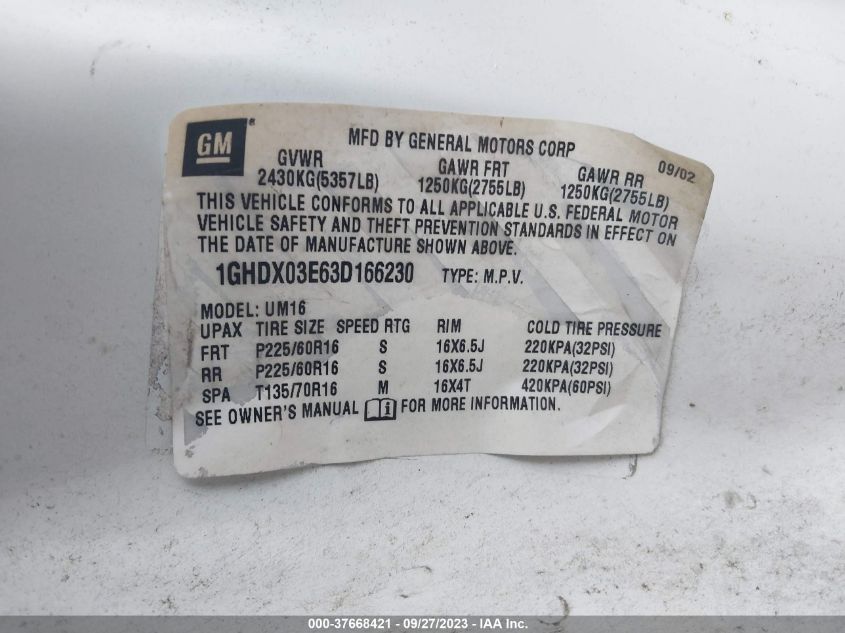 GM ®
MFD BY GENERAL MOTORS CORP 09/02
GVWR GAWR FRT GAWR RR
2430KG(5357LB) 1250KG(2755LB) 1250KG(2755LB)
THIS VEHICLE CONFORMS TO ALL APPLICABLE U.S. FEDERAL MOTOR
VEHICLE SAFETY AND THEFT PREVENTION STANDARDS IN EFFECT ON
THE DATE OF MANUFACTURE SHOWN ABOVE.
1GHDX03E63D166230 TYPE: M.P.V.
MODEL: UM16
UPAX TIRE SIZE SPEED RTG RIM COLD TIRE PRESSURE
FRT P225/60R16 S 16X6.5J 220KPA(32PSI)
RR P225/60R16 S 16X6.5J 220KPA(32PSI)
SPA T135/70R16 M 16X4T 420KPA(60PSI)
SEE OWNER'S MANUAL i FOR MORE INFORMATION.
000-37668421 - 09/27/2023 - IAA Inc.